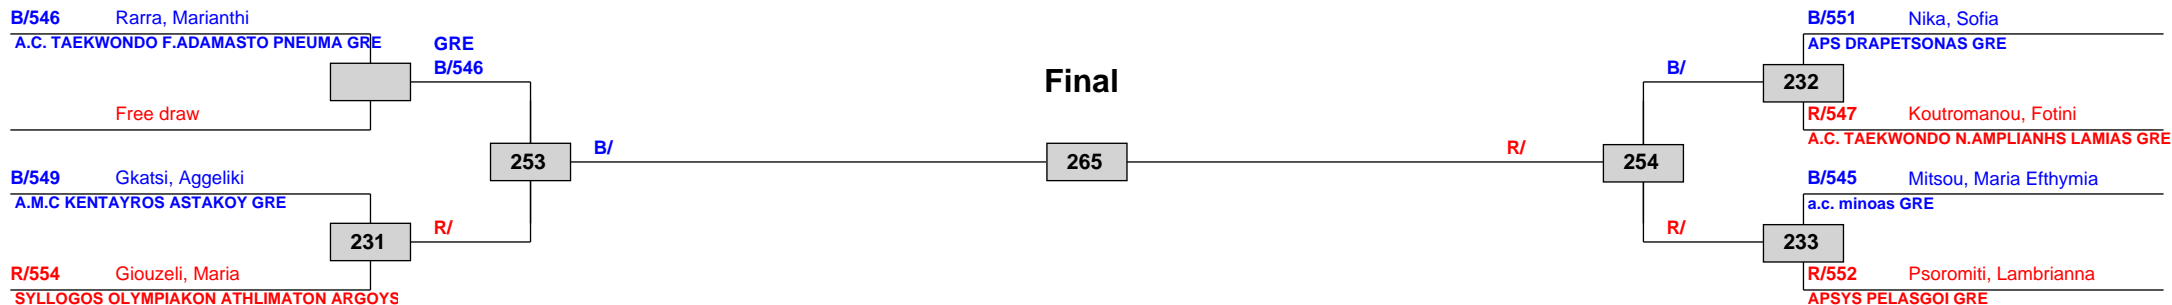 B/546 Rarra, Marianthi
A.C. TAEKWONDO F.ADAMASTO PNEUMA GRE
GRE
B/546
Free draw
B/549 Gkatsi, Aggeliki
A.M.C KENTAYROS ASTAKOY GRE
231
R/
R/554 Giouzeli, Maria
SYLLOGOS OLYMPIAKON ATHLIMATON ARGOYS
253
B/
Final
265
R/
254
B/
R/
B/551 Nika, Sofia
APS DRAPETSONAS GRE
232
R/547 Koutromanou, Fotini
A.C. TAEKWONDO N.AMPLIANHS LAMIAS GRE
B/545 Mitsou, Maria Efthymia
a.c. minoas GRE
233
R/552 Psoromiti, Lambrianna
APSYS PELASGOI GRE